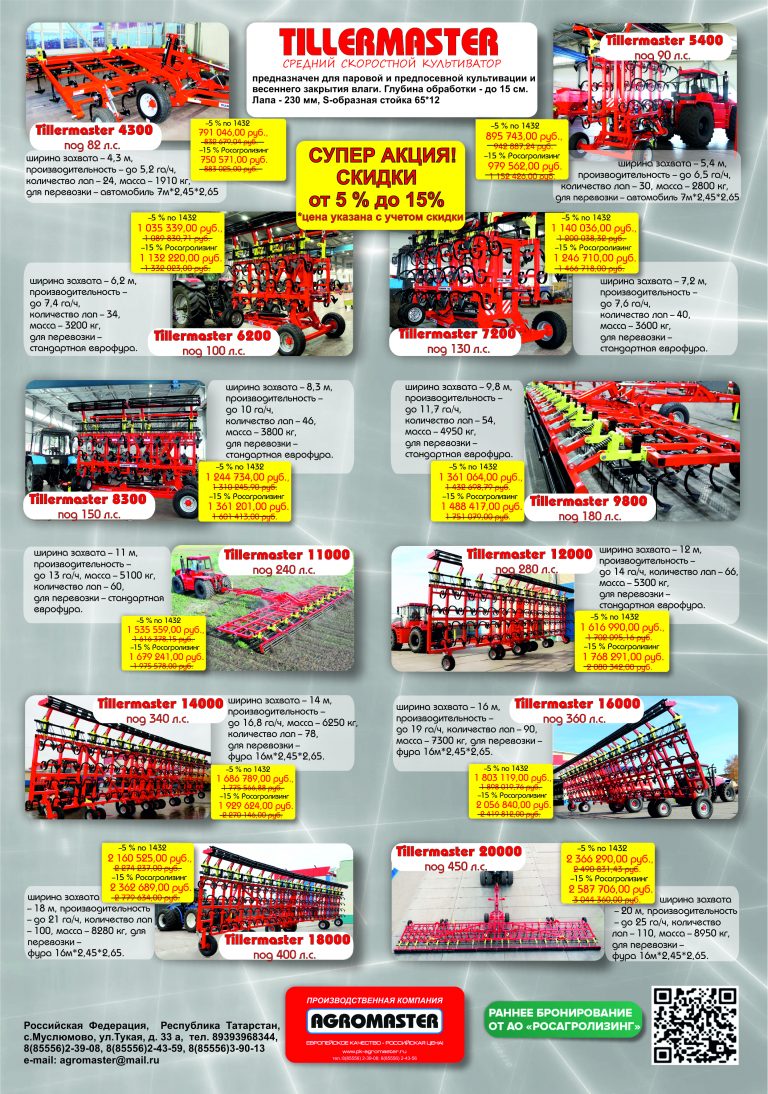 TILLERMASTER
СРЕДНИЙ СКОРОСТНОЙ КУЛЬТИВАТОР
предназначен для паровой и предпосевной культивации и
весеннего закрытия влаги. Глубина обработки - до 15 см.
Лапа - 230 мм, S-образная стойка 65*12
СУПЕР АКЦИЯ!
СКИДКИ
от 5 % до 15%
*цена указана с учетом скидки
Tillermaster 4300
под 82 л.с.
–5 % по 1432
791 046,00 руб.,
832 679,04 руб.
–15 % Росагролизинг
750 571,00 руб.
883 025,00 руб.
ширина захвата – 4,3 м,
производительность – до 5,2 га/ч,
количество лап – 24, масса – 1910 кг,
для перевозки – автомобиль 7м*2,45*2,65
Tillermaster 5400
под 90 л.с.
–5 % по 1432
895 743,00 руб.,
942 887,24 руб.
–15 % Росагролизинг
979 562,00 руб.
1 152 426,00 руб.
ширина захвата – 5,4 м,
производительность – до 6,5 га/ч,
количество лап – 30, масса – 2800 кг,
для перевозки – автомобиль 7м*2,45*2,65
–5 % по 1432
1 035 339,00 руб.,
1 089 830,71 руб.
–15 % Росагролизинг
1 132 220,00 руб.
1 332 023,00 руб.
ширина захвата – 6,2 м,
производительность –
до 7,4 га/ч,
количество лап – 34,
масса – 3200 кг,
для перевозки –
стандартная еврофура.
Tillermaster 6200
под 100 л.с.
–5 % по 1432
1 140 036,00 руб.,
1 200 038,32 руб.
–15 % Росагролизинг
1 246 710,00 руб.
1 466 718,00 руб.
Tillermaster 7200
под 130 л.с.
ширина захвата – 7,2 м,
производительность –
до 7,6 га/ч,
количество лап – 40,
масса – 3600 кг,
для перевозки –
стандартная еврофура.
Tillermaster 8300
под 150 л.с.
ширина захвата – 8,3 м,
производительность –
до 10 га/ч,
количество лап – 46,
масса – 3800 кг,
для перевозки –
стандартная еврофура.
–5 % по 1432
1 244 734,00 руб.,
1 310 245,90 руб.
–15 % Росагролизинг
1 361 201,00 руб.
1 601 413,00 руб.
ширина захвата – 9,8 м,
производительность –
до 11,7 га/ч,
количество лап – 54,
масса – 4950 кг,
для перевозки –
стандартная еврофура.
–5 % по 1432
1 361 064,00 руб.,
1 432 698,79 руб.
–15 % Росагролизинг
1 488 417,00 руб.
1 751 079,00 руб.
Tillermaster 9800
под 180 л.с.
ширина захвата – 11 м,
производительность –
до 13 га/ч, масса – 5100 кг,
количество лап – 60,
для перевозки – стандартная
еврофура.
Tillermaster 11000
под 240 л.с.
–5 % по 1432
1 535 559,00 руб.,
1 616 378,15 руб.
–15 % Росагролизинг
1 679 241,00 руб.
1 975 578,00 руб.
Tillermaster 12000
под 280 л.с.
ширина захвата – 12 м,
производительность –
до 14 га/ч, количество лап – 66,
масса – 5300 кг,
для перевозки –
стандартная еврофура.
–5 % по 1432
1 616 990,00 руб.,
1 702 095,16 руб.
–15 % Росагролизинг
1 768 291,00 руб.
2 080 342,00 руб.
Tillermaster 14000
под 340 л.с.
ширина захвата – 14 м,
производительность –
до 16,8 га/ч, масса – 6250 кг,
количество лап – 78,
для перевозки –
фура 16м*2,45*2,65.
–5 % по 1432
1 686 789,00 руб.,
1 775 566,88 руб.
–15 % Росагролизинг
1 929 624,00 руб.
2 270 146,00 руб.
ширина захвата – 16 м,
производительность –
до 19 га/ч, количество лап – 90,
масса – 7300 кг, для перевозки –
фура 16м*2,45*2,65.
Tillermaster 16000
под 360 л.с.
–5 % по 1432
1 803 119,00 руб.,
1 898 019,76 руб.
–15 % Росагролизинг
2 056 840,00 руб.
2 419 812,00 руб.
–5 % по 1432
2 160 525,00 руб.,
2 274 237,00 руб.
–15 % Росагролизинг
2 362 689,00 руб.
2 779 634,00 руб.
ширина захвата
– 18 м, производительность
– до 21 га/ч, количество лап
– 100, масса – 8280 кг, для
перевозки –
фура 16м*2,45*2,65.
Tillermaster 18000
под 400 л.с.
Tillermaster 20000
под 450 л.с.
–5 % по 1432
2 366 290,00 руб.,
2 490 831,43 руб.
–15 % Росагролизинг
2 587 706,00 руб.
3 044 360,00 руб.
ширина захвата
– 20 м, производительность
– до 25 га/ч, количество
лап – 110, масса – 8950 кг,
для перевозки –
фура 16м*2,45*2,65.
Российская Федерация, Республика Татарстан,
с.Муслюмово, ул.Тукая, д. 33 а, тел. 89393968344,
8(85556)2-39-08, 8(85556)2-43-59, 8(85556)3-90-13
e-mail: agromaster@mail.ru
ПРОИЗВОДСТВЕННАЯ КОМПАНИЯ
AGROMASTER
ЕВРОПЕЙСКОЕ КАЧЕСТВО - РОССИЙСКАЯ ЦЕНА!
www.pk-agromaster.ru
тел. 8(85556) 2-39-08, 8(85556) 2-43-56
РАННЕЕ БРОНИРОВАНИЕ
ОТ АО «РОСАГРОЛИЗИНГ»